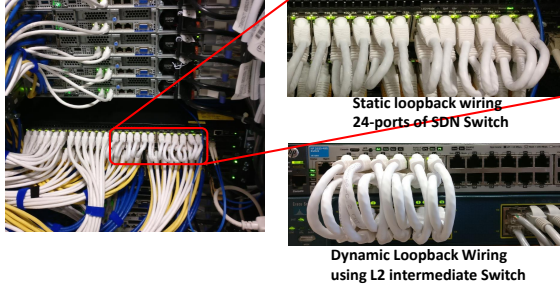 Static loopback wiring
24-ports of SDN Switch
Dynamic Loopback Wiring
using L2 intermediate Switch